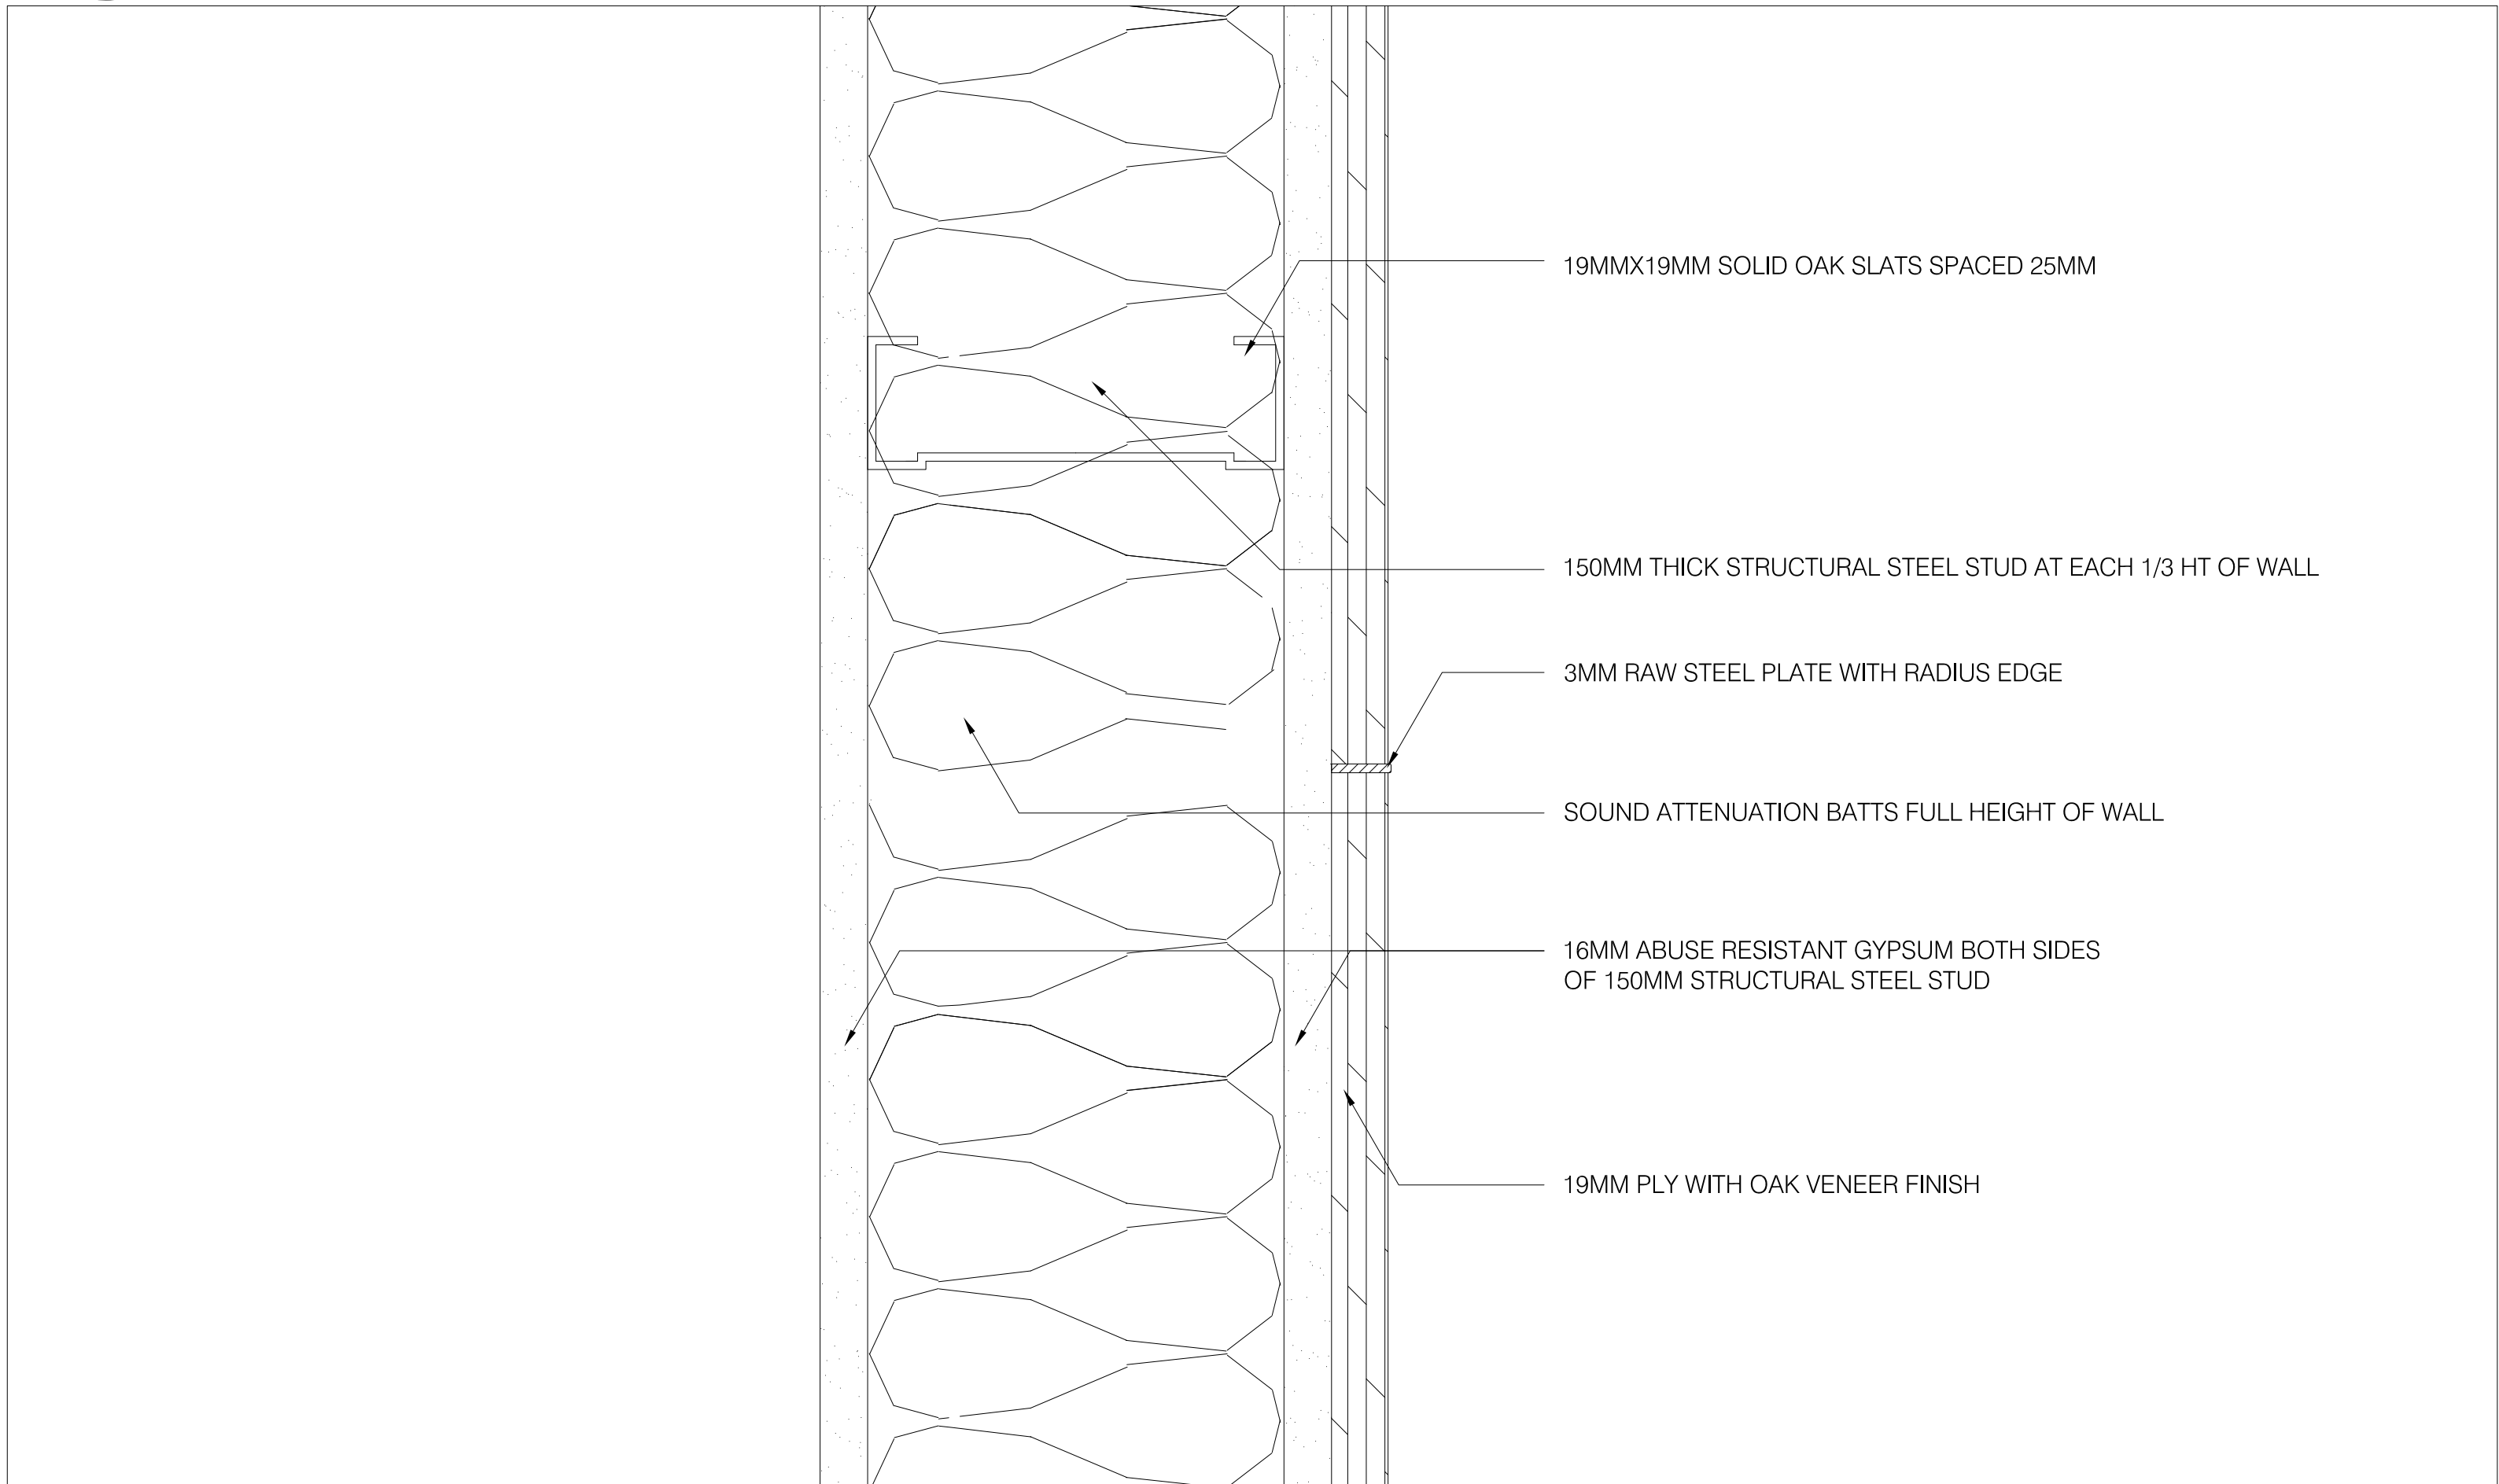 19MMX19MM SOLID OAK SLATS SPACED 25MM
150MM THICK STRUCTURAL STEEL STUD AT EACH 1/3 HT OF WALL
3MM RAW STEEL PLATE WITH RADIUS EDGE
SOUND ATTENUATION BATTS FULL HEIGHT OF WALL
16MM ABUSE RESISTANT GYPSUM BOTH SIDES
OF 150MM STRUCTURAL STEEL STUD
19MM PLY WITH OAK VENEER FINISH